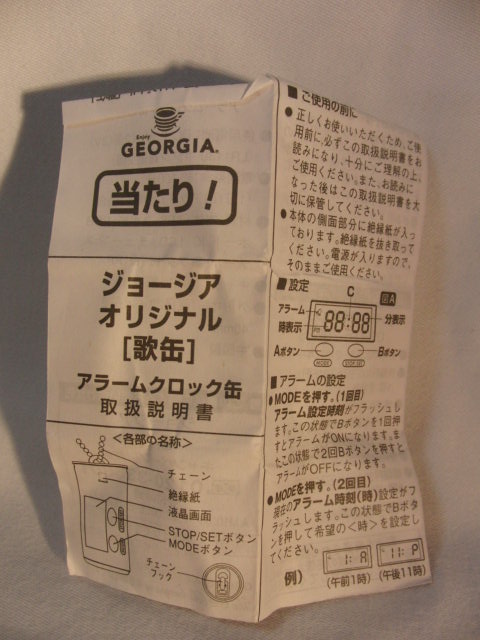 Enjoy
GEORGIA®
当たり！
ジョージア
オリジナル
［歌缶］
アラームクロック缶
取扱説明書
＜各部の名称＞
チェーン
絶縁紙
液晶画面
STOP/SETボタン
MODEボタン
チェーン
フック
■ご使用の前に
●正しくお使いいただくため、ご使
用前に必ずこの取扱説明書をお
読みになり、十分にご理解の上、
ご使用ください。また、お読みに
なった後はこの取扱説明書を大
切に保管してください。
●本体の側面部分に絶縁紙が入っ
ております。絶縁紙を抜き取って
ください。電源が入りますので、
そのままご使用ください。
■設定
C
図A
アラーム
時表示
88:88
分表示
Aボタン
Bボタン
MODE
STOP/SET
■アラームの設定
●MODEを押す。（1回目）
アラーム設定時刻がフラッシュし
ます。この状態でBボタンを1回押
すとアラームがONになります。ま
たこの状態で2回Bボタンを押すと
アラームがOFFになります。
●MODEを押す。（2回目）
現在のアラーム時刻（時）設定がフ
ラッシュします。この状態でBボタ
ンを押して希望の＜時＞を設定し
てください。
例）
1: A
11: P
（午前1時）
（午後11時）